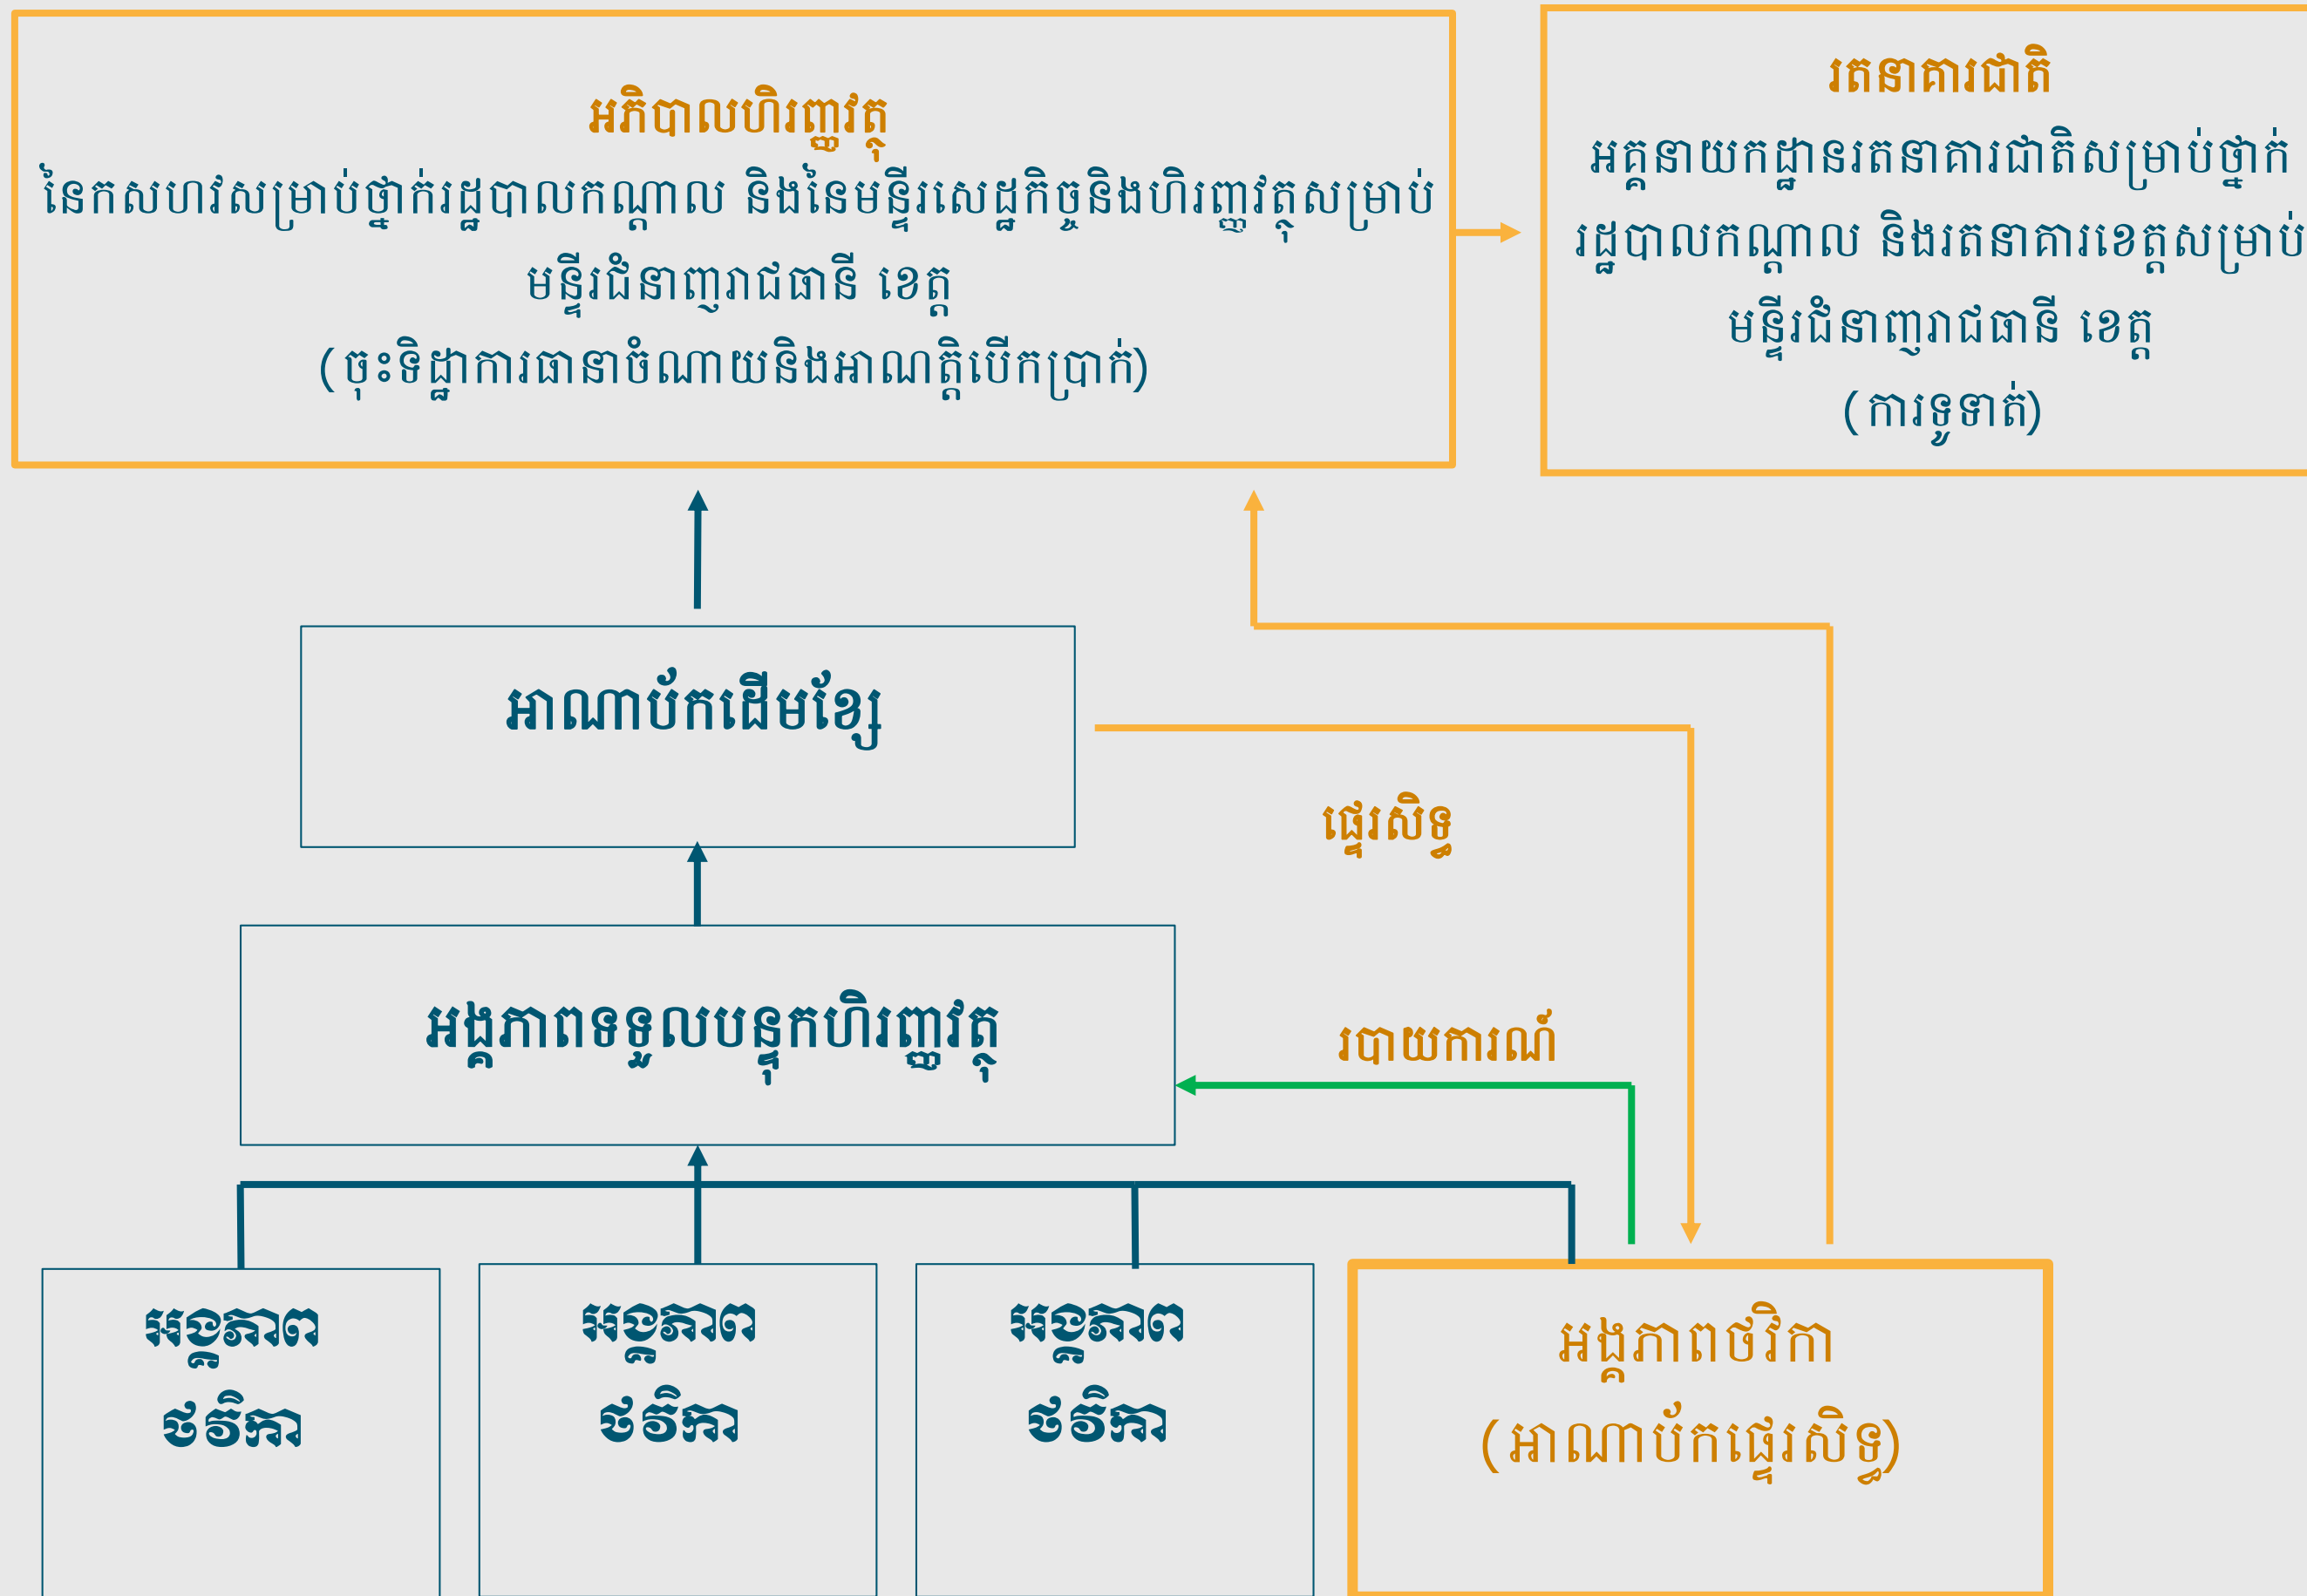 អភិបាលហិរញ្ញវត្ថុ
នៃកសហវសម្រាប់ថ្នាក់រដ្ឋបាលកណ្តាល និងនៃមន្ទីរសេដ្ឋកិច្ចនិងហិរញ្ញវត្ថុសម្រាប់
មន្ទីរជំនាញរាជធានី ខេត្ត
(ចុះទិដ្ឋាការធានាចំណាយនិងអាណត្តិបើកប្រាក់)
រតនាគារជាតិ
អគ្គនាយកដ្ឋានរតនាគារជាតិសម្រាប់ថ្នាក់
រដ្ឋបាលកណ្តាល និងរតនាគារខេត្តសម្រាប់
មន្ទីរជំនាញរាជធានី ខេត្ត
(ការទូទាត់)
អាណាប័កដើមខ្សែ
ផ្ទេរសិទ្ធ
អង្គភាពទទួលបន្ទុកហិរញ្ញវត្ថុ
របាយការណ៍
អង្គភាព
ថវិកា
អង្គភាព
ថវិកា
អង្គភាព
ថវិកា
អង្គភាពថវិកា
(អាណាប័កផ្ទេរសិទ្ធ)